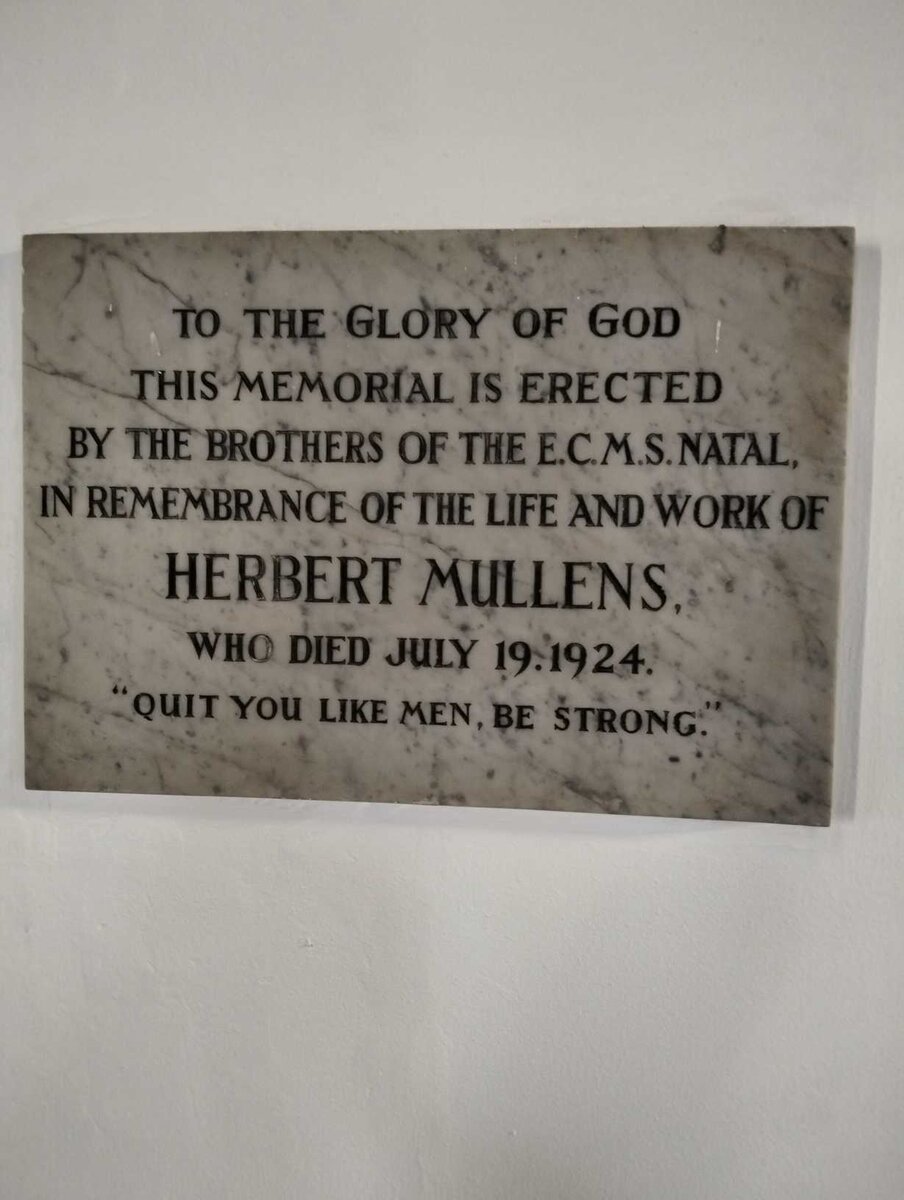 TO THE GLORY OF GOD
THIS MEMORIAL IS ERECTED
BY THE BROTHERS OF THE E.C.M.S. NATAL,
IN REMEMBRANCE OF THE LIFE AND WORK OF
HERBERT MULLENS,
WHO DIED JULY 19.1924.
"QUIT YOU LIKE MEN, BE STRONG."